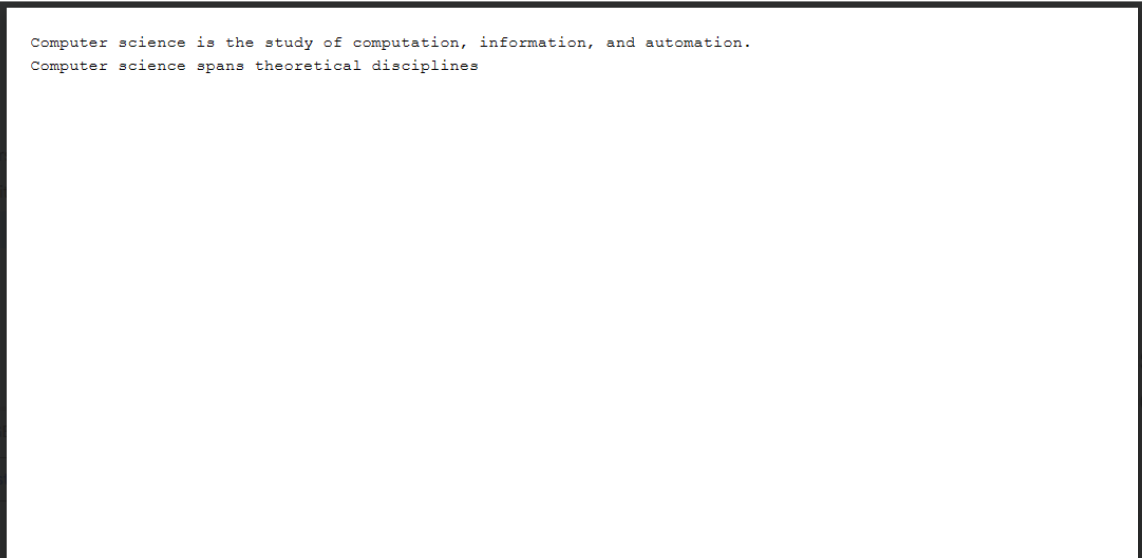 Computer science is the study of computation, information, and automation.
Computer science spans theoretical disciplines